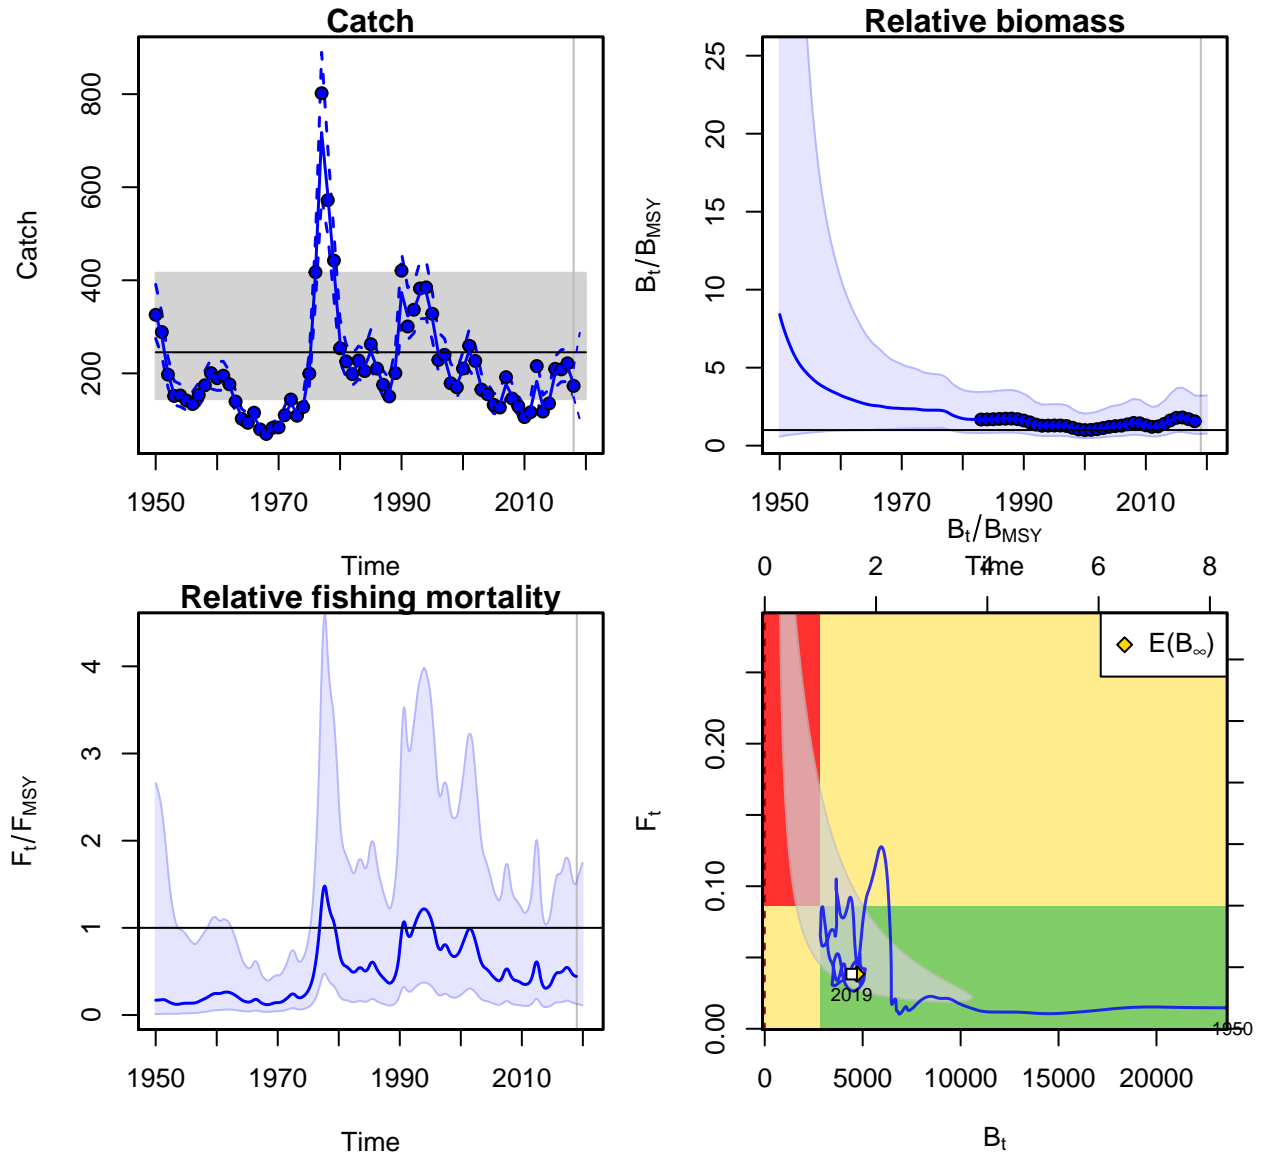 Catch
Relative biomass
Catch
200 400 600 800
1950 1970 1990 2010
Time
Bt/BMSY
0 5 10 15 20 25
1950 1970 1990 2010
Time
Relative fishing mortality
Ft/FMSY
0 1 2 3 4
1950 1970 1990 2010
Time
Bt/BMSY
0 2 4 6 8
Ft
0.00 0.10 0.20
E(B∞)
2019
1950
0 5000 10000 15000 20000
Bt